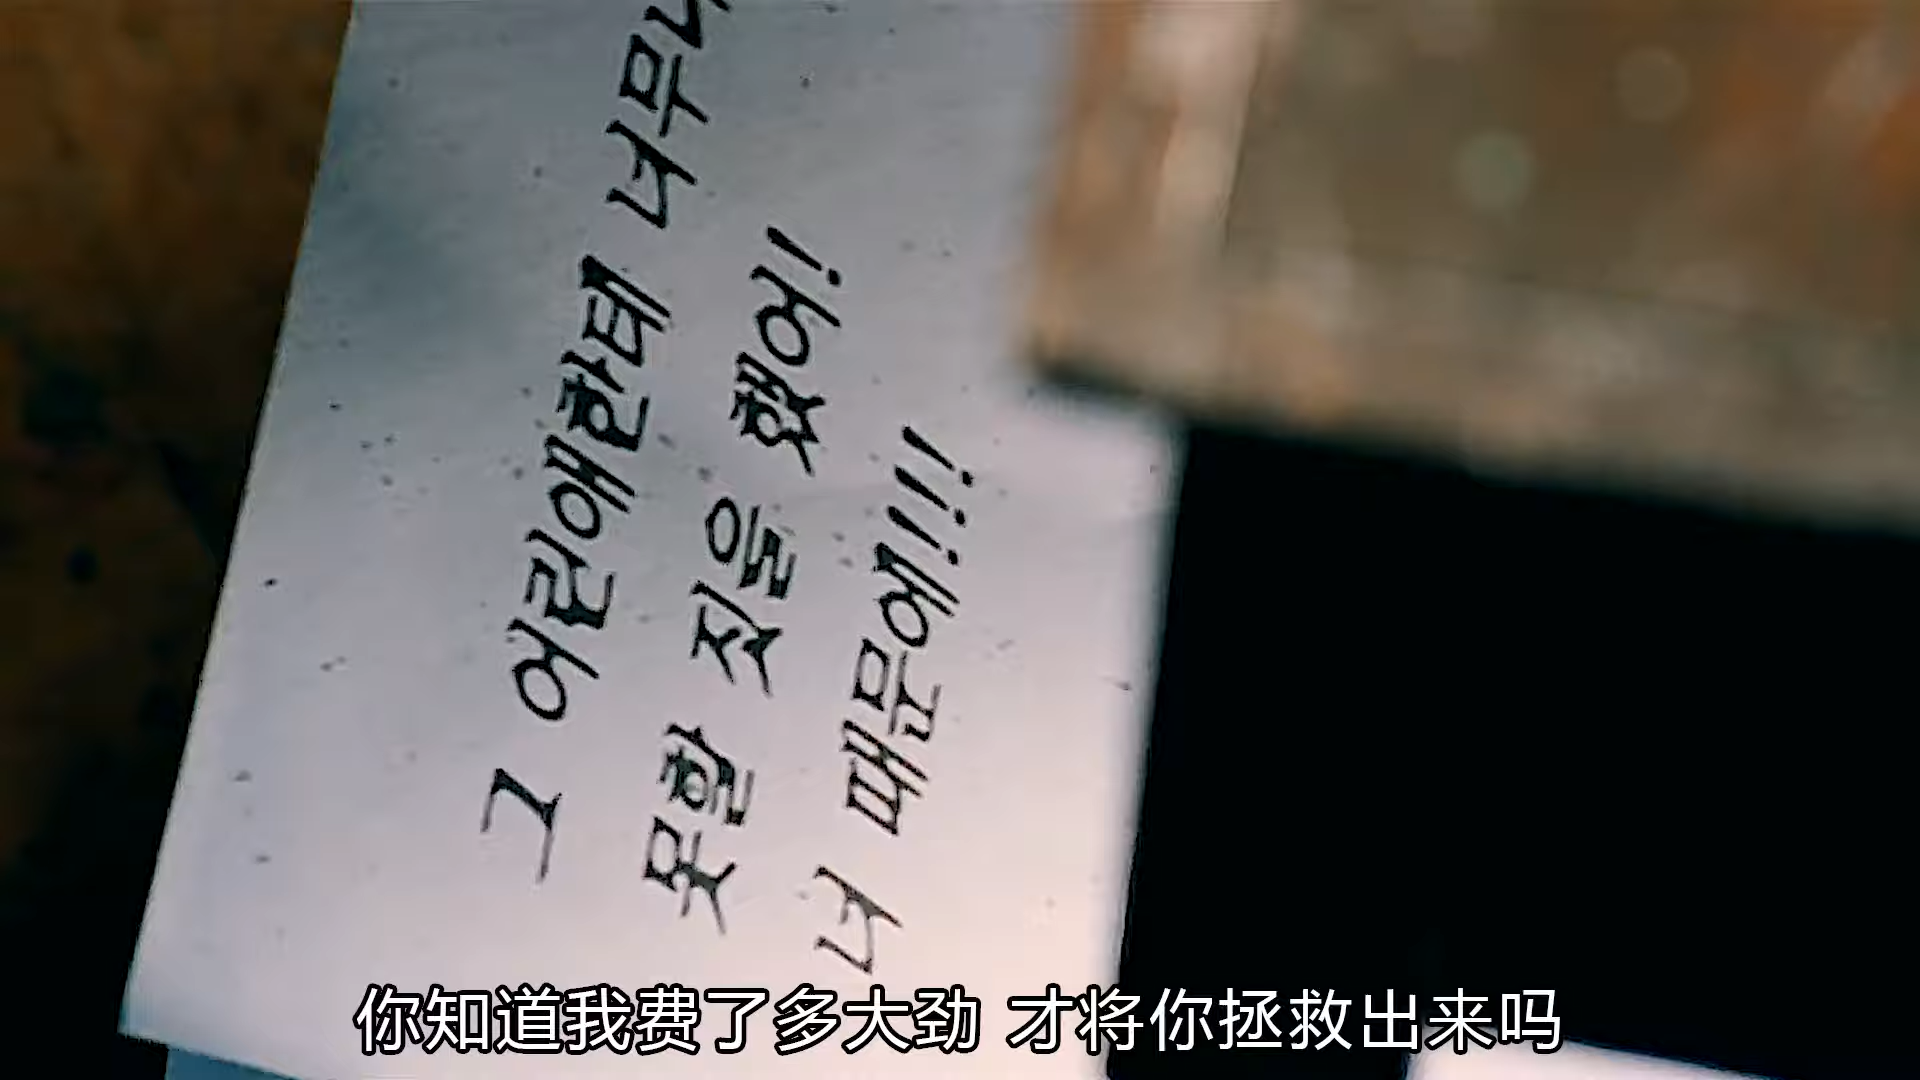 그 어린애한테 너무나
못할 짓을 했어!
너 때문에!!!!
你知道我费了多大劲 才将你拯救出来吗